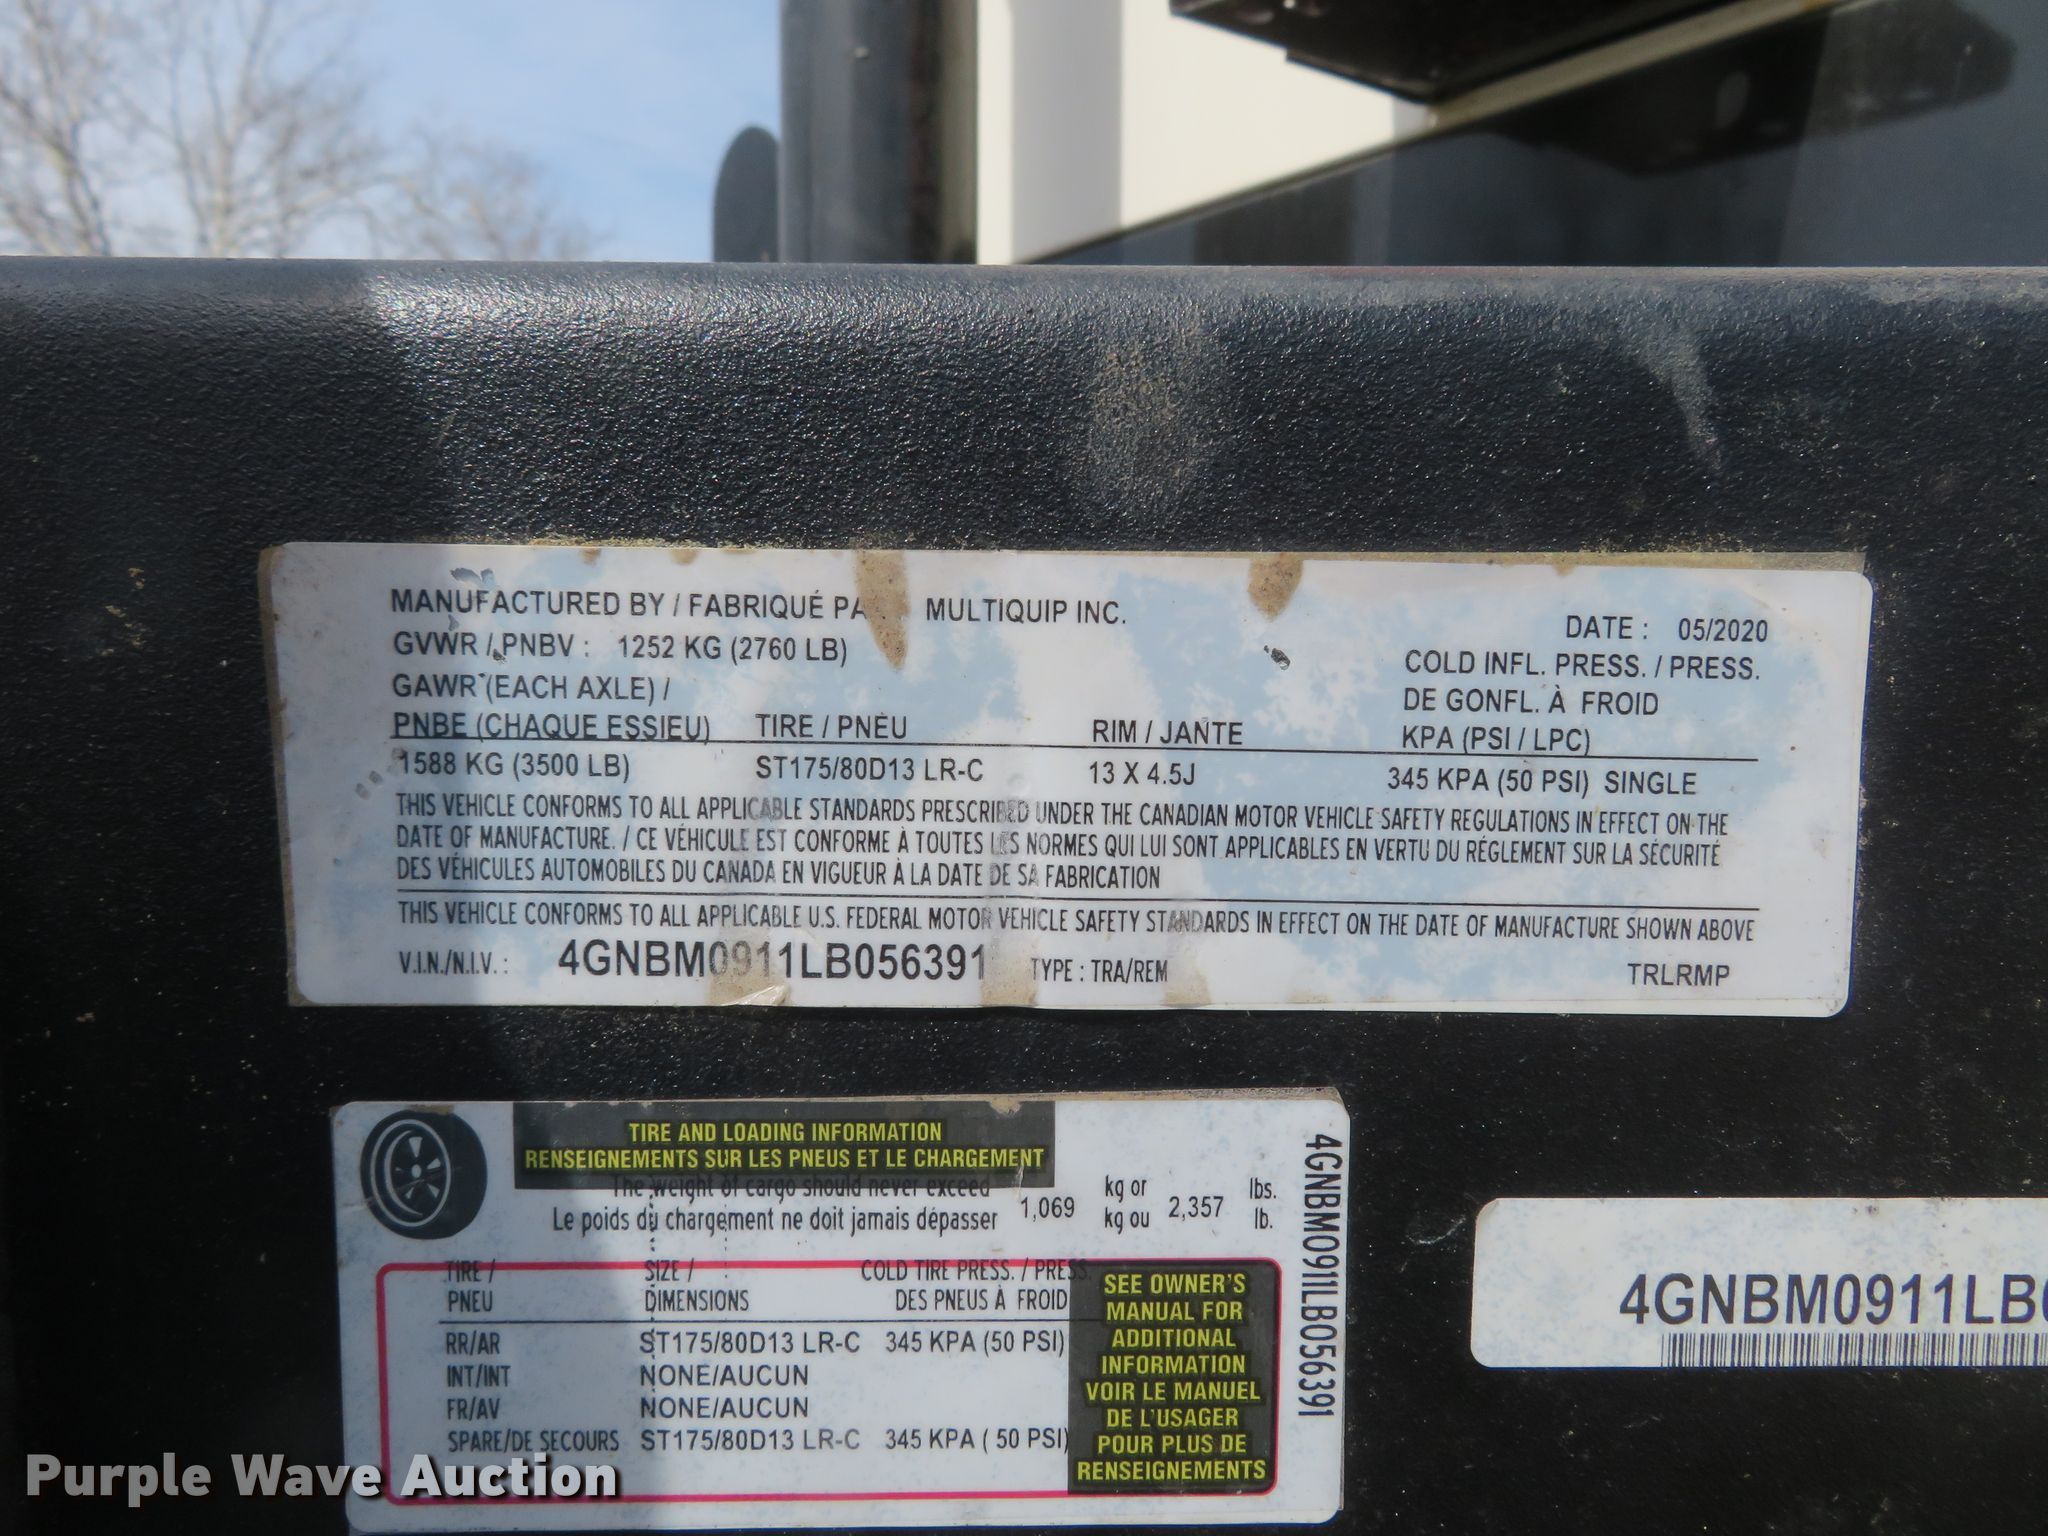 MANUFACTURED BY / FABRIQUÉ MULTIQUIP INC.
DATE : 05/2020
GVWR / PNBV : 1252 KG (2760 LB)
COLD INFL. PRESS. / PRESS.
GAWR (EACH AXLE) /
DE GONFL. À FROID
PNBE (CHAQUE ESSIEU) TIRE / PNEU RIM / JANTE KPA (PSI / LPC)
1588 KG (3500 LB) ST175/80D13 LR-C 13 X 4.5J 345 KPA (50 PSI) SINGLE
THIS VEHICLE CONFORMS TO ALL APPLICABLE STANDARDS PRESCRIBED UNDER THE CANADIAN MOTOR VEHICLE SAFETY REGULATIONS IN EFFECT ON THE
DATE OF MANUFACTURE. / CE VÉHICULE EST CONFORME À TOUTES LES NORMES QUI LUI SONT APPLICABLES EN VERTU DU RÉGLEMENT SUR LA SÉCURITÉ
DES VÉHICULES AUTOMOBILES DU CANADA EN VIGUEUR À LA DATE DE SA FABRICATION
THIS VEHICLE CONFORMS TO ALL APPLICABLE U.S. FEDERAL MOTOR VEHICLE SAFETY STANDARDS IN EFFECT ON THE DATE OF MANUFACTURE SHOWN ABOVE
V.I.N./N.I.V. : 4GNBM0911LB056391 TYPE : TRA/REM TRLRMP
TIRE AND LOADING INFORMATION
RENSEIGNEMENTS SUR LES PNEUS ET LE CHARGEMENT
The weight of cargo should never exceed 1,069 kg or 2,357 lbs.
Le poids du chargement ne doit jamais dépasser kg ou lb.
TIRE / SIZE / COLD TIRE PRESS. / PRESS.
PNEU DIMENSIONS DES PNEUS À FROID
RR/AR ST175/80D13 LR-C 345 KPA (50 PSI)
INT/INT NONE/AUCUN
FR/AV NONE/AUCUN
SPARE/DE SECOURS ST175/80D13 LR-C 345 KPA ( 50 PSI)
SEE OWNER'S
MANUAL FOR
ADDITIONAL
INFORMATION
VOIR LE MANUEL
DE L'USAGER
POUR PLUS DE
RENSEIGNEMENTS
4GNBM0911LB056391
4GNBM0911LB
Purple Wave Auction